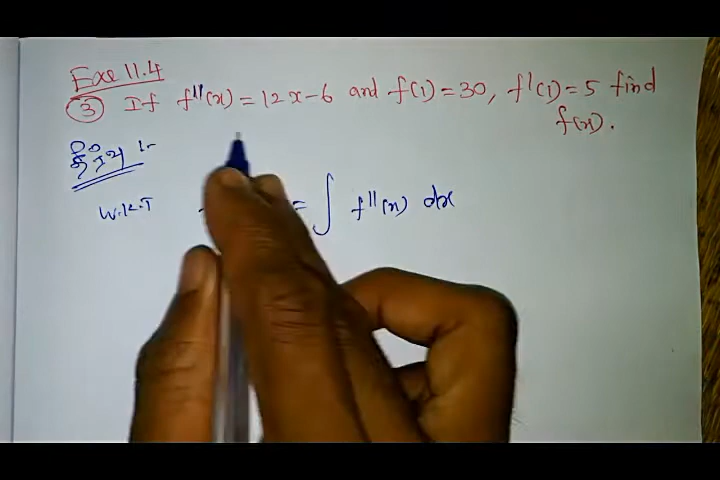 Exe 11.4
③ If f''(x) = 12x-6 and f(1) = 30, f'(1) = 5 find
f(x).
W.K.T = ∫ f''(x) dx